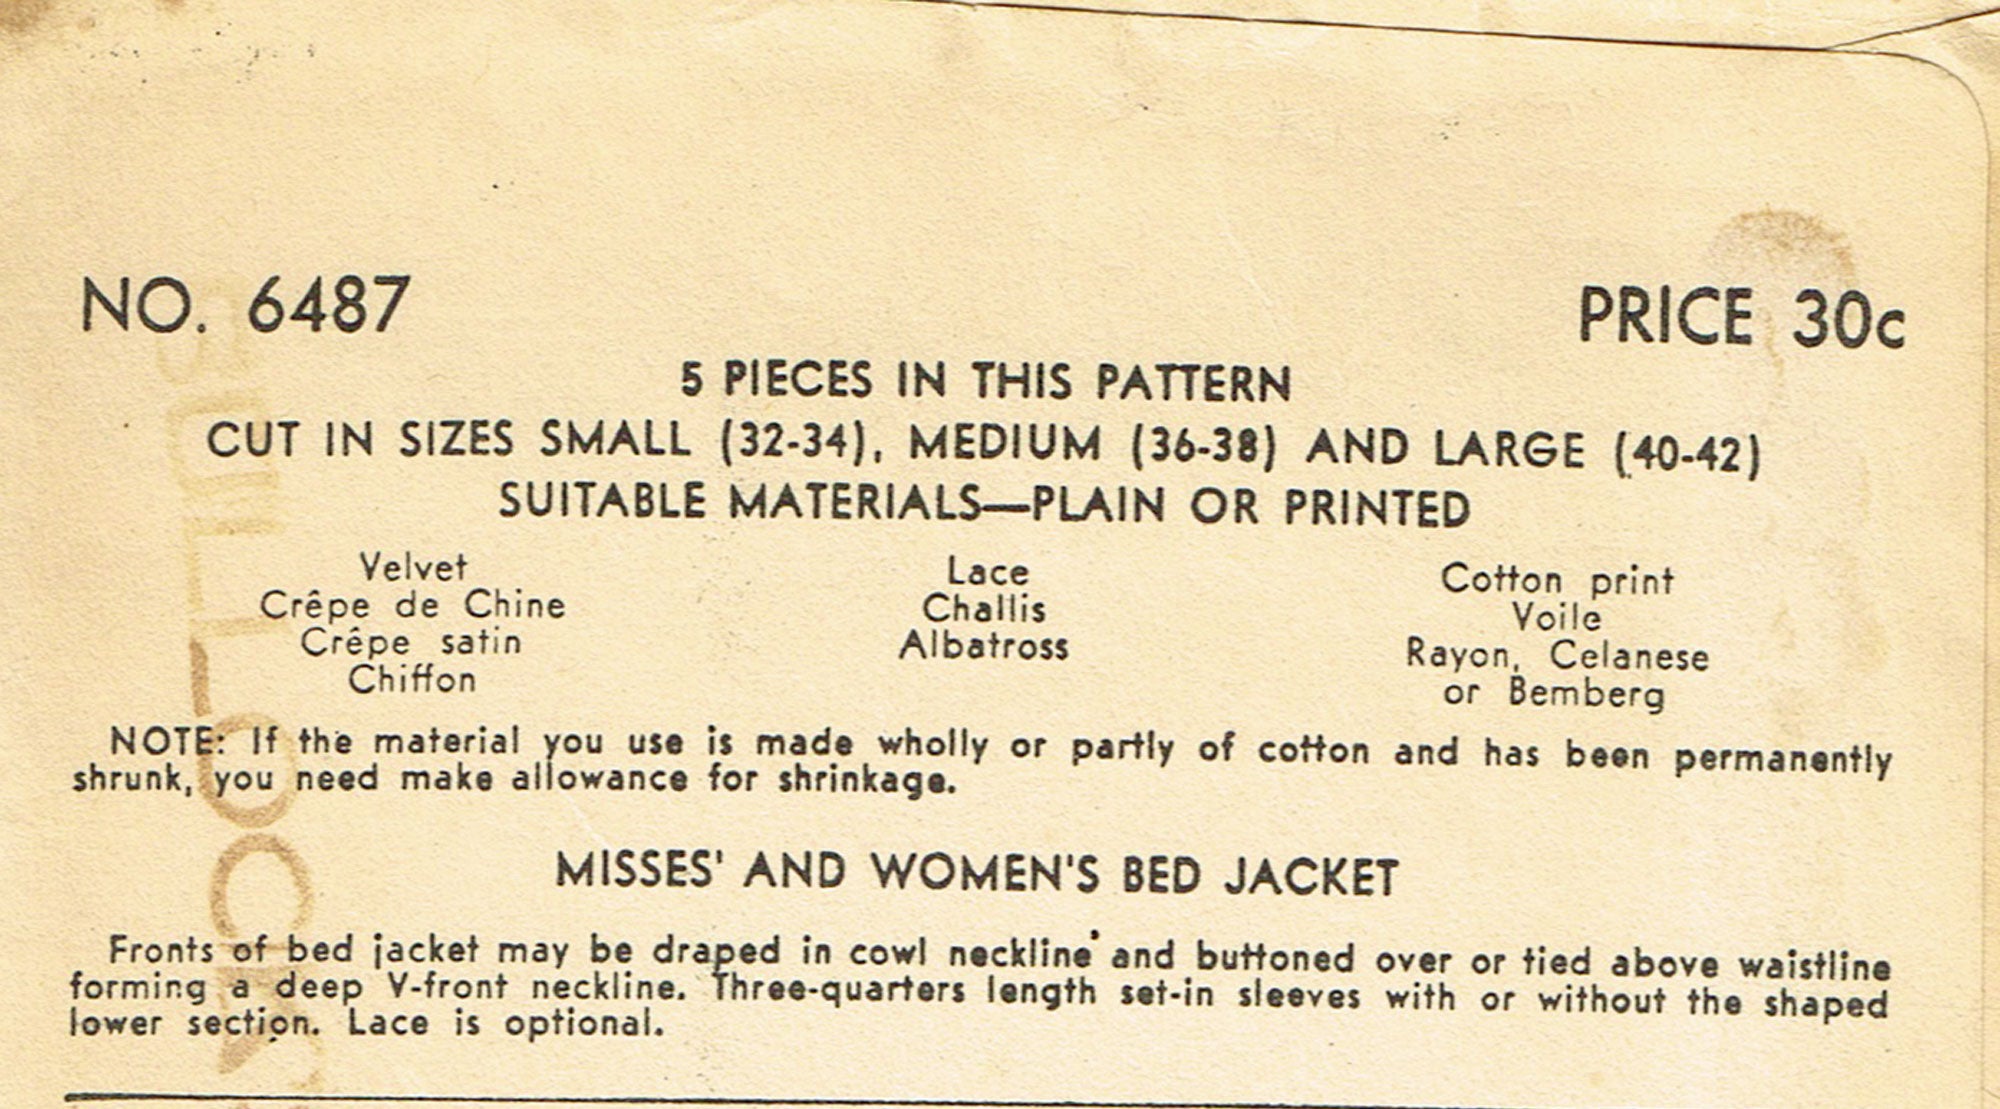 NO. 6487
PRICE 30c
5 PIECES IN THIS PATTERN
CUT IN SIZES SMALL (32-34), MEDIUM (36-38) AND LARGE (40-42)
SUITABLE MATERIALS—PLAIN OR PRINTED
Velvet
Crêpe de Chine
Crêpe satin
Chiffon
Lace
Challis
Albatross
Cotton print
Voile
Rayon, Celanese
or Bemberg
NOTE: If the material you use is made wholly or partly of cotton and has been permanently
shrunk, you need make allowance for shrinkage.
MISSES' AND WOMEN'S BED JACKET
Fronts of bed jacket may be draped in cowl neckline and buttoned over or tied above waistline
forming a deep V-front neckline. Three-quarters length set-in sleeves with or without the shaped
lower section. Lace is optional.